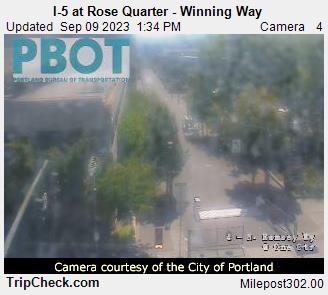 I-5 at Rose Quarter - Winning Way
Updated Sep 09 2023 1:34 PM Camera 4
PBOT
PORTLAND BUREAU OF TRANSPORTATION
Camera courtesy of the City of Portland
TripCheck.com Milepost302.00